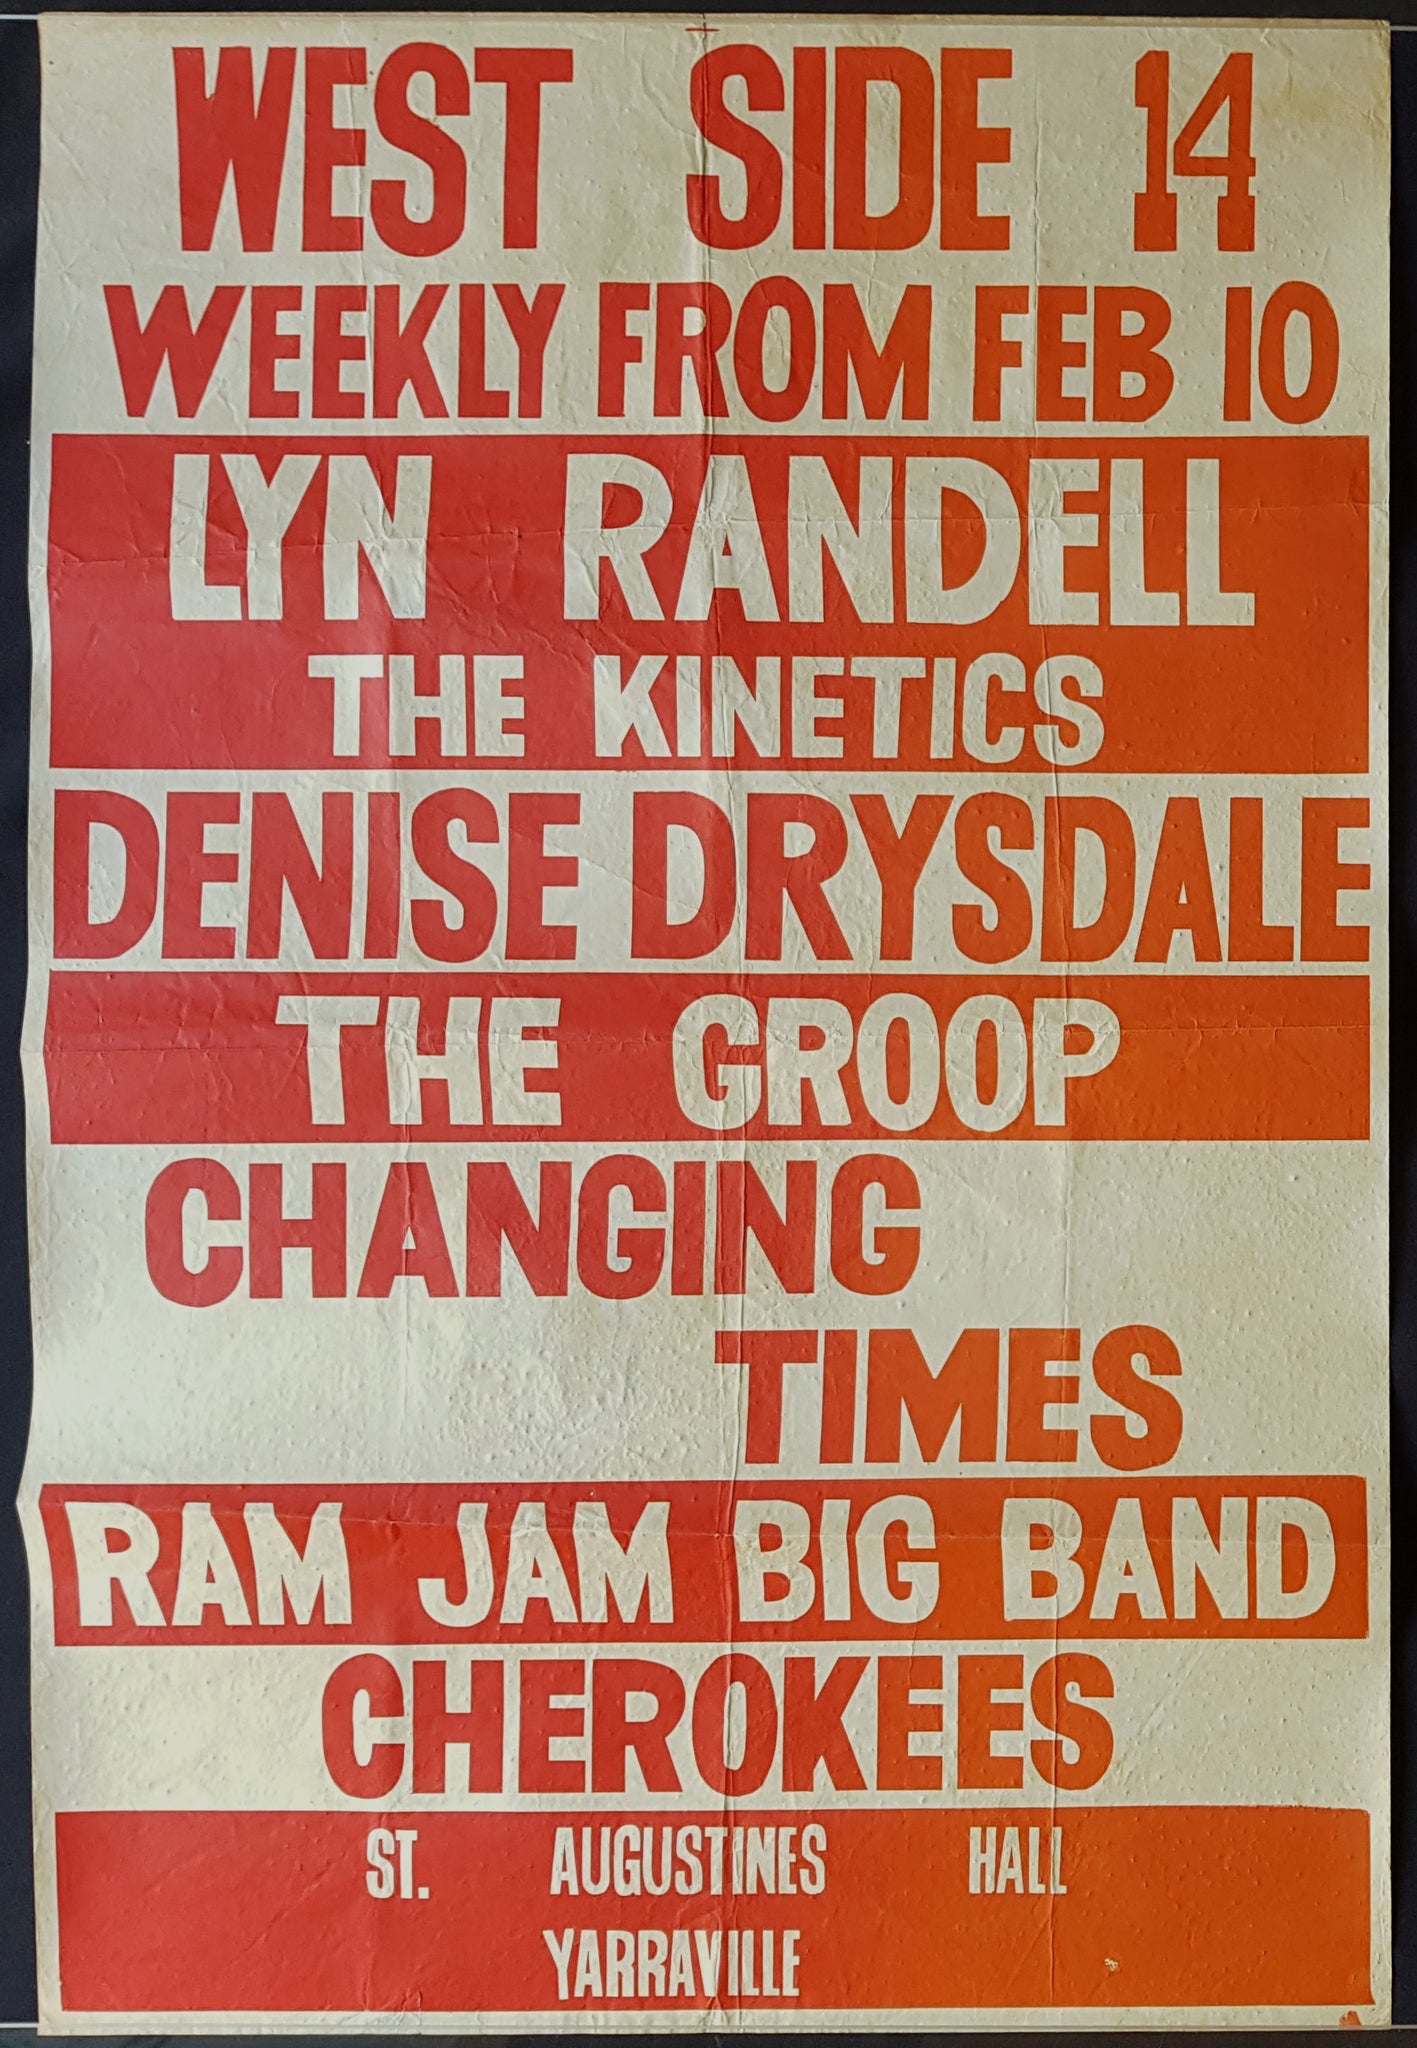 WEST SIDE 14
WEEKLY FROM FEB 10
LYN RANDELL
THE KINETICS
DENISE DRYSDALE
THE GROOP
CHANGING
TIMES
RAM JAM BIG BAND
CHEROKEES
ST. AUGUSTINES HALL
YARRAVILLE